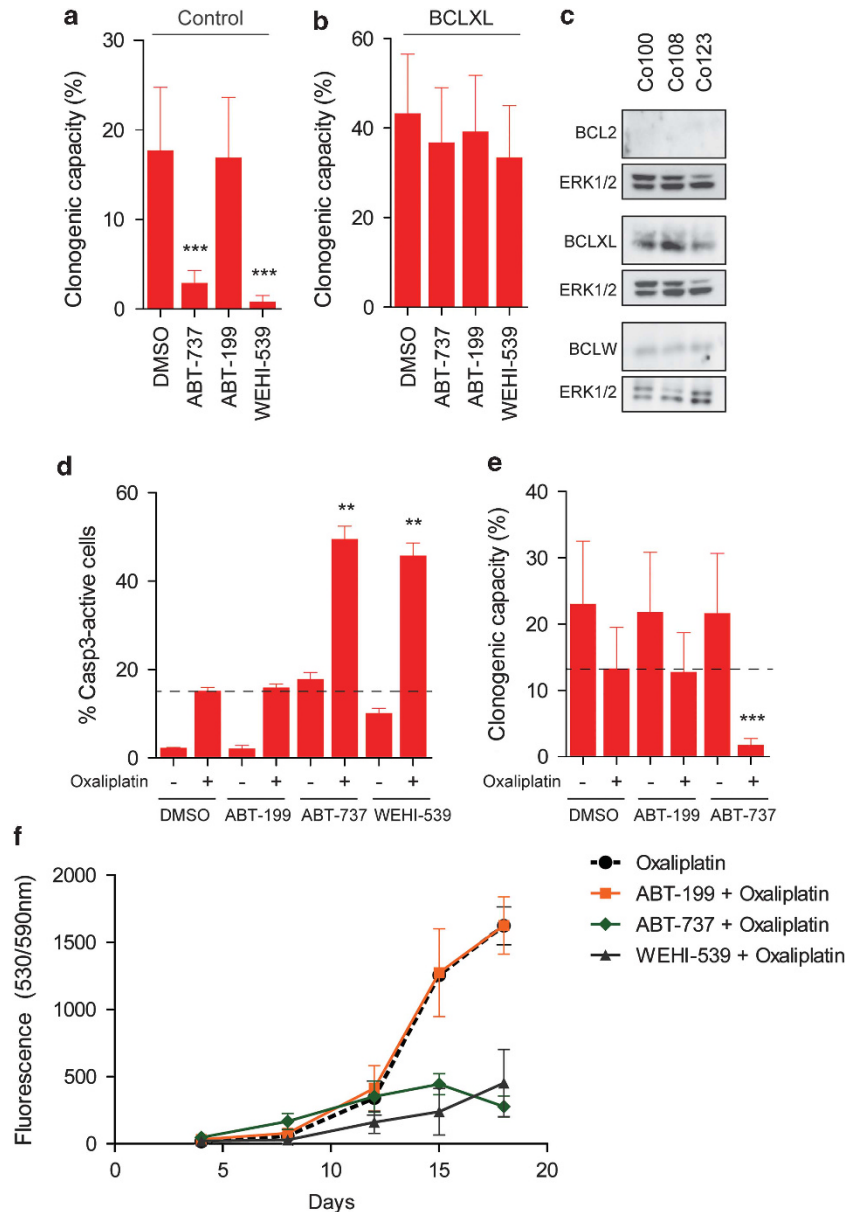 a
Control
Clonogenic capacity (%)
30
20
10
0
***
***
DMSO
ABT-737
ABT-199
WEHI-539
b
BCLXL
Clonogenic capacity (%)
60
40
20
0
DMSO
ABT-737
ABT-199
WEHI-539
c
Co100
Co108
Co123
BCL2
ERK1/2
BCLXL
ERK1/2
BCLW
ERK1/2
d
% Casp3-active cells
60
40
20
0
**
**
Oxaliplatin - + - + - + - +
DMSO ABT-199 ABT-737 WEHI-539
e
Clonogenic capacity (%)
40
30
20
10
0
***
Oxaliplatin - + - + - +
DMSO ABT-199 ABT-737
f
Fluorescence (530/590nm)
2000
1500
1000
500
0
0 5 10 15 20
Days
Oxaliplatin
ABT-199 + Oxaliplatin
ABT-737 + Oxaliplatin
WEHI-539 + Oxaliplatin